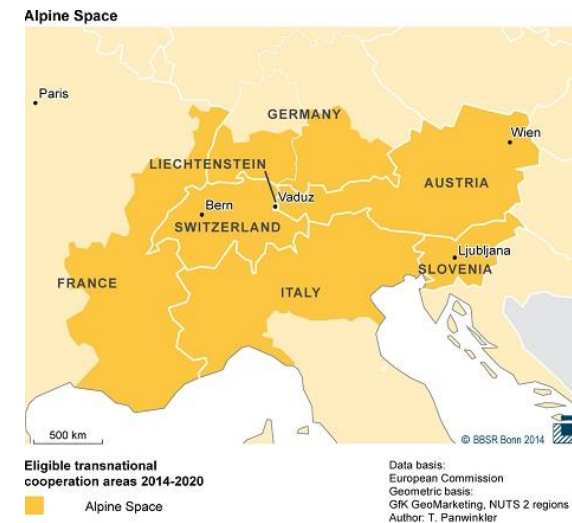 Alpine Space
Paris
GERMANY
Wien
LIECHTENSTEIN
AUSTRIA
Bern
Vaduz
SWITZERLAND
Ljubljana
SLOVENIA
FRANCE
ITALY
500 km
© BBSR Bonn 2014
Eligible transnational
cooperation areas 2014-2020
Alpine Space
Data basis:
European Commission
Geometric basis:
GfK GeoMarketing, NUTS 2 regions
Author: T. Panwinkler